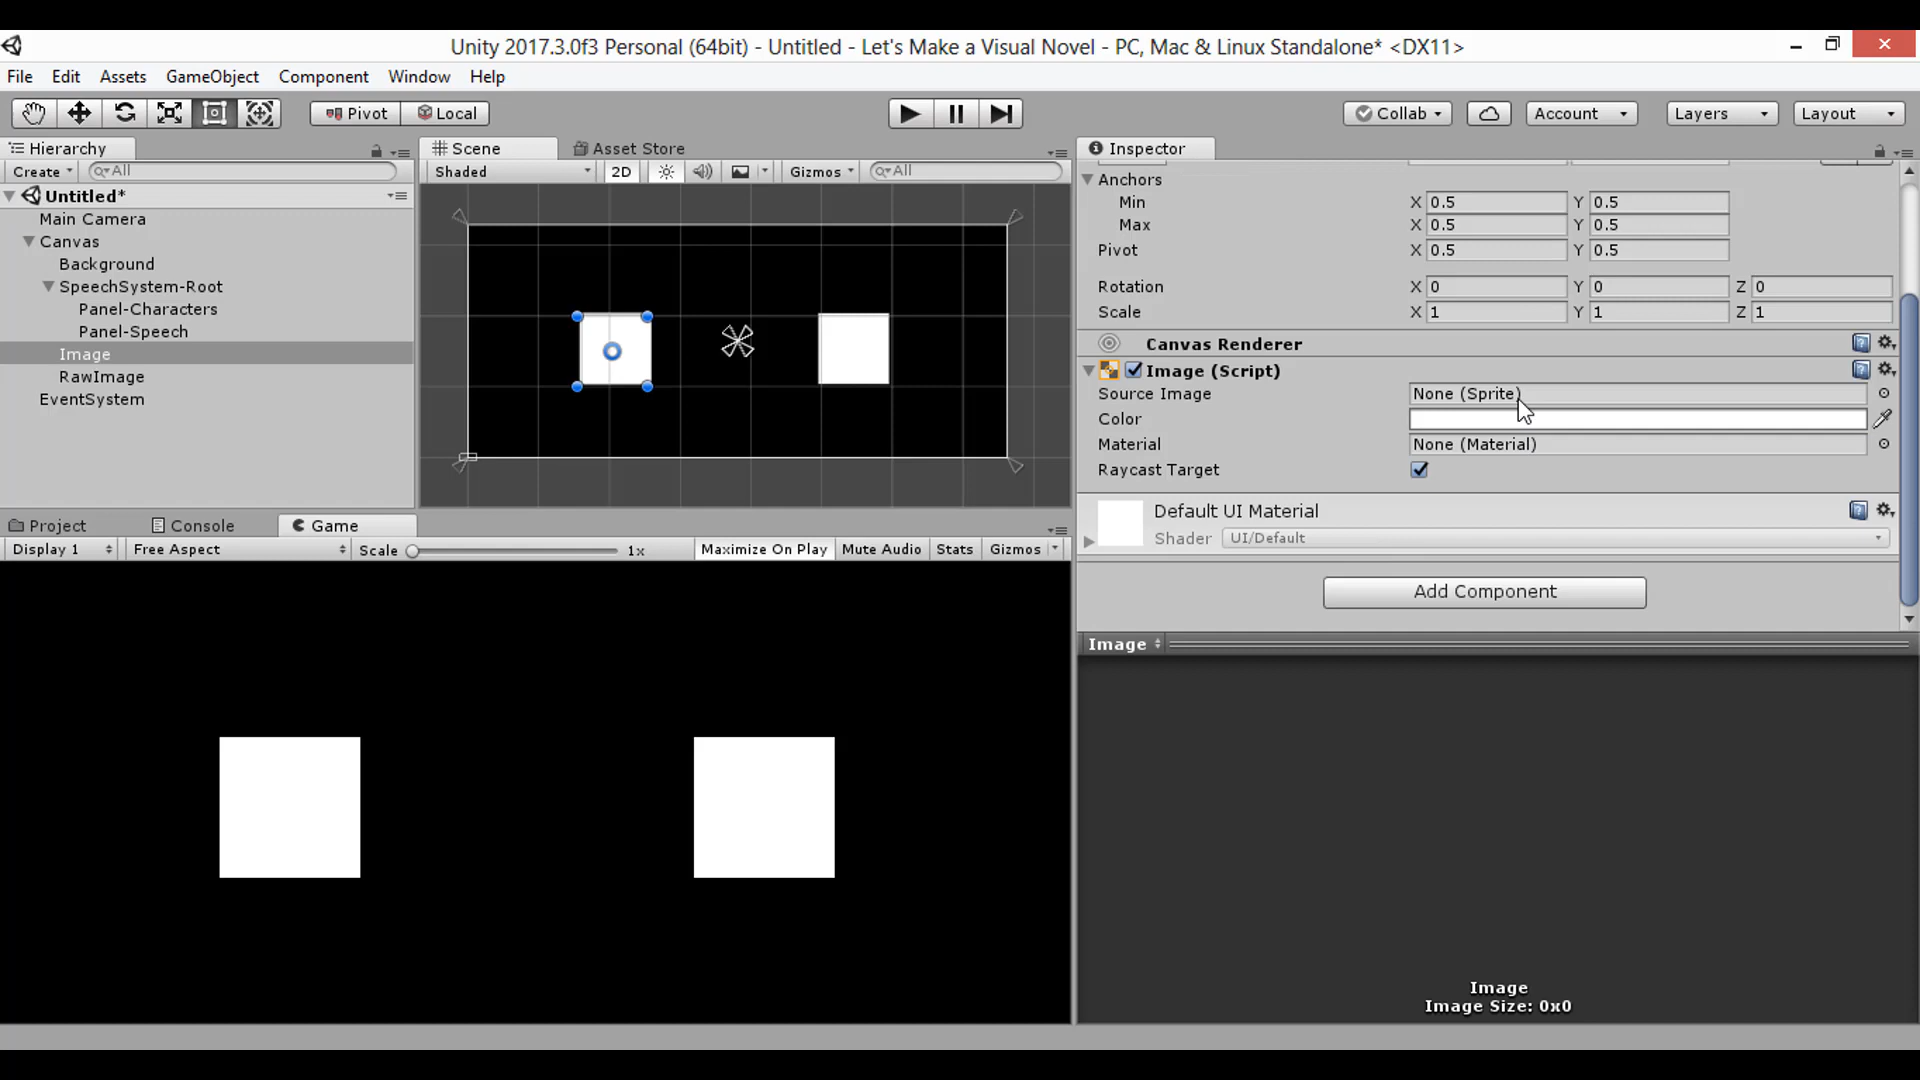 Unity 2017.3.0f3 Personal (64bit) - Untitled - Let's Make a Visual Novel - PC, Mac & Linux Standalone* <DX11>
File Edit Assets GameObject Component Window Help
Pivot Local Collab Account Layers Layout
Hierarchy
Create All
Untitled*
Main Camera
Canvas
Background
SpeechSystem-Root
Panel-Characters
Panel-Speech
Image
RawImage
EventSystem
Scene Asset Store
Shaded 2D Gizmos All
Project Console Game
Display 1 Free Aspect Scale 1x Maximize On Play Mute Audio Stats Gizmos
Inspector
Anchors
Min X 0.5 Y 0.5
Max X 0.5 Y 0.5
Pivot X 0.5 Y 0.5
Rotation X 0 Y 0 Z 0
Scale X 1 Y 1 Z 1
Canvas Renderer
Image (Script)
Source Image None (Sprite)
Color
Material None (Material)
Raycast Target
Default UI Material
Shader UI/Default
Add Component
Image
Image
Image Size: 0x0